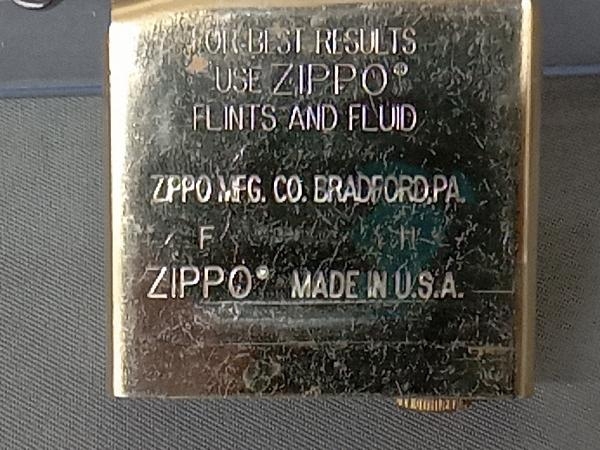 FOR BEST RESULTS
USE ZIPPO®
FLINTS AND FLUID
ZIPPO MFG. CO. BRADFORD,PA.
F H
ZIPPO® MADE IN U.S.A.